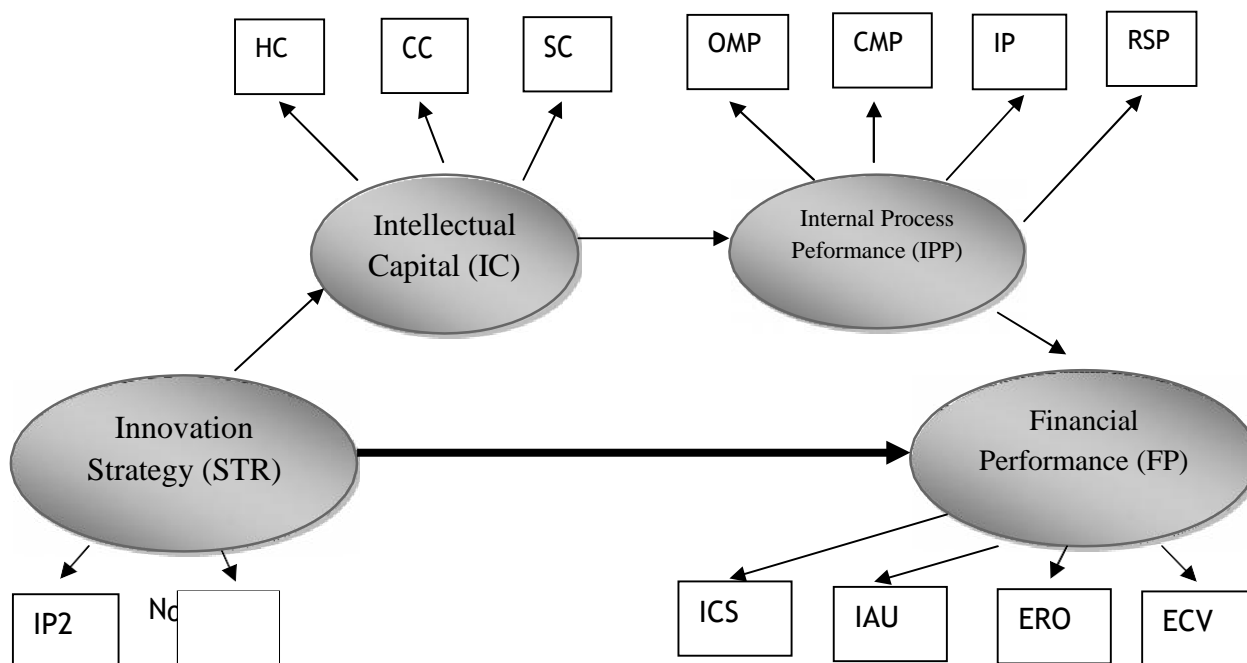 HC
CC
SC
OMP
CMP
IP
RSP
Intellectual
Capital (IC)
Internal Process
Peformance (IPP)
Innovation
Strategy (STR)
Financial
Performance (FP)
IP2
ICS
IAU
ERO
ECV